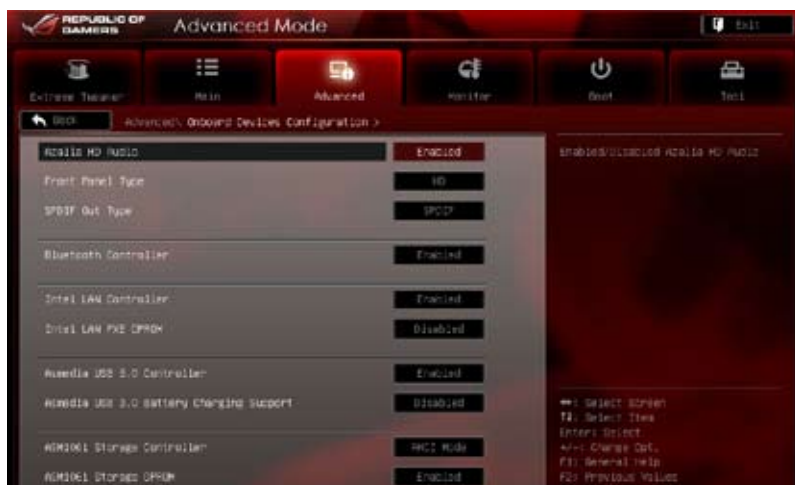 REPUBLIC OF
GAMERS
Advanced Mode
Exit
Extreme Tweaker
Main
Advanced
Monitor
Boot
Tool
Back
Advanced\ Onboard Devices Configuration >
Azalia HD Audio Enabled
Enabled/Disabled Azalia HD Audio
Front Panel Type HD
SPDIF Out Type SPDIF
Bluetooth Controller Enabled
Intel LAN Controller Enabled
Intel LAN PXE OPROM Disabled
Asmedia USB 3.0 Controller Enabled
Asmedia USB 3.0 Battery Charging Support Disabled
ASM1061 Storage Controller AHCI Mode
ASM1061 Storage OPROM Enabled
→←: Select Screen
↑↓: Select Item
Enter: Select
+/-: Change Opt.
F1: General Help
F2: Previous Values